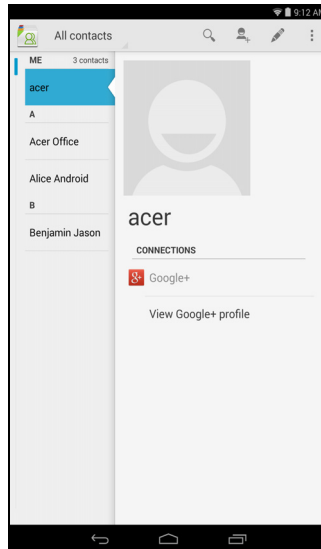 9:12 AM
All contacts
ME 3 contacts
acer
A
Acer Office
Alice Android
B
Benjamin Jason
acer
CONNECTIONS
Google+
View Google+ profile